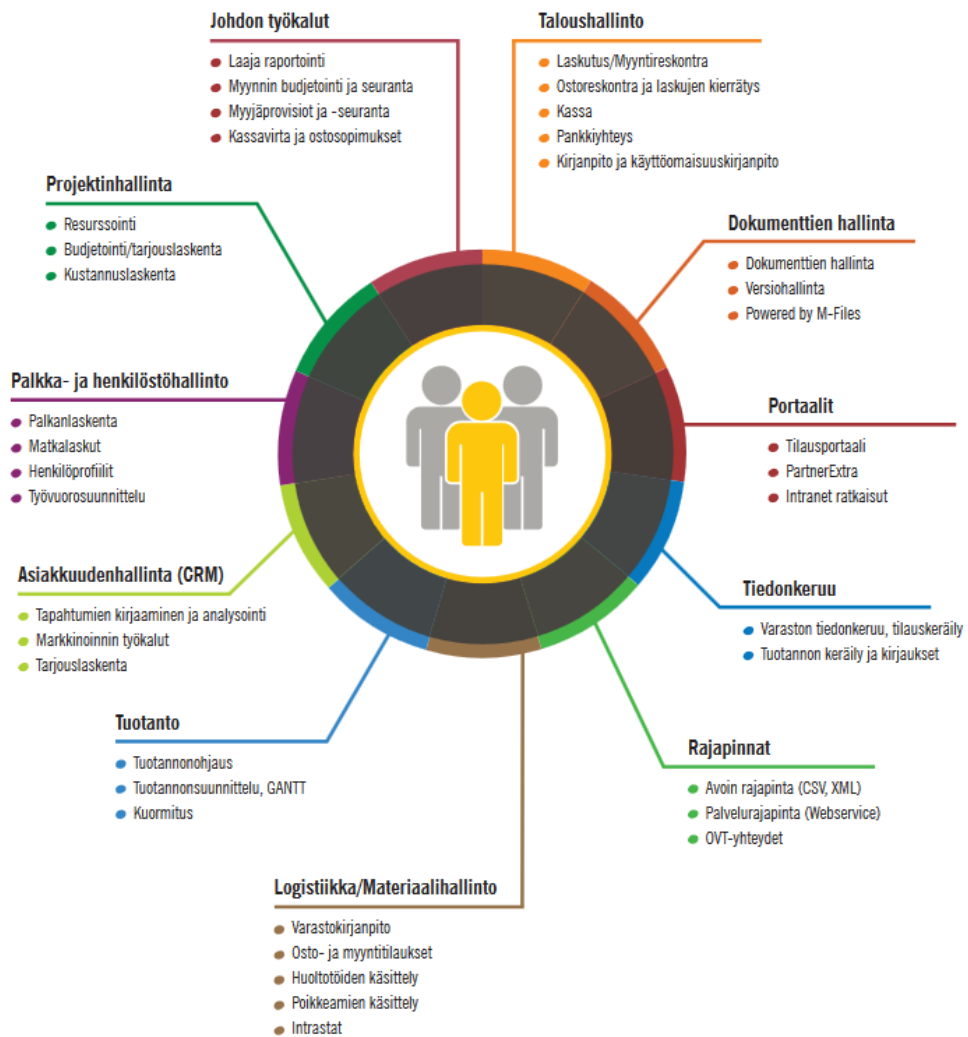 Johdon työkalut
Laaja raportointi
Myynnin budjetointi ja seuranta
Myyjäprovisiot ja -seuranta
Kassavirta ja ostosopimukset
Taloushallinto
Laskutus/Myyntireskontra
Ostoreskontra ja laskujen kierrätys
Kassa
Pankkiyhteys
Kirjanpito ja käyttöomaisuuskirjanpito
Projektinhallinta
Resurssointi
Budjetointi/tarjouslaskenta
Kustannuslaskenta
Dokumenttien hallinta
Dokumenttien hallinta
Versiohallinta
Powered by M-Files
Palkka- ja henkilöstöhallinto
Palkanlaskenta
Matkalaskut
Henkilöprofiilit
Työvuorosuunnittelu
Portaalit
Tilausportaali
PartnerExtra
Intranet ratkaisut
Asiakkuudenhallinta (CRM)
Tapahtumien kirjaaminen ja analysointi
Markkinoinnin työkalut
Tarjouslaskenta
Tiedonkeruu
Varaston tiedonkeruu, tilauskeräily
Tuotannon keräily ja kirjaukset
Tuotanto
Tuotannonohjaus
Tuotannonsuunnittelu, GANTT
Kuormitus
Rajapinnat
Avoin rajapinta (CSV, XML)
Palvelurajapinta (Webservice)
OVT-yhteydet
Logistiikka/Materiaalihallinto
Varastokirjanpito
Osto- ja myyntitilaukset
Huoltotöiden käsittely
Poikkeamien käsittely
Intrastat